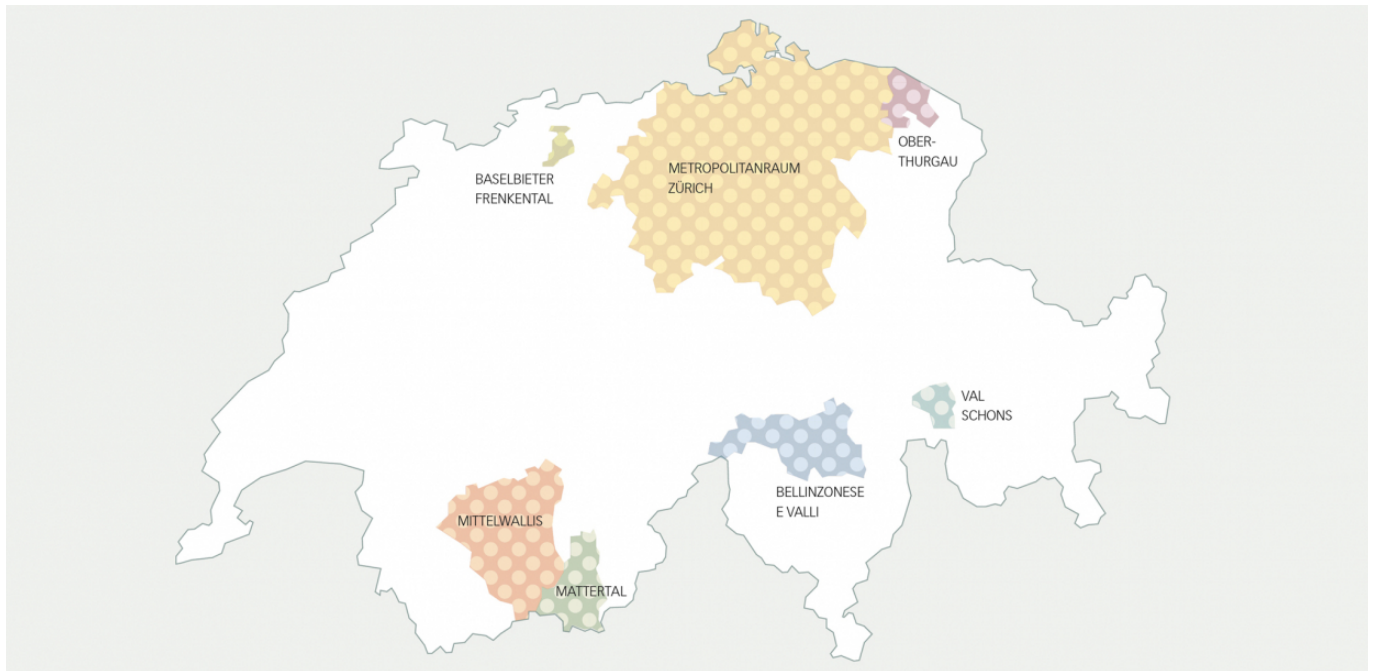 OBER-
THURGAU
METROPOLITANRAUM
ZÜRICH
BASELBIETER
FRENKENTAL
VAL
SCHONS
BELLINZONESE
E VALLI
MITTELWALLIS
MATTERTAL